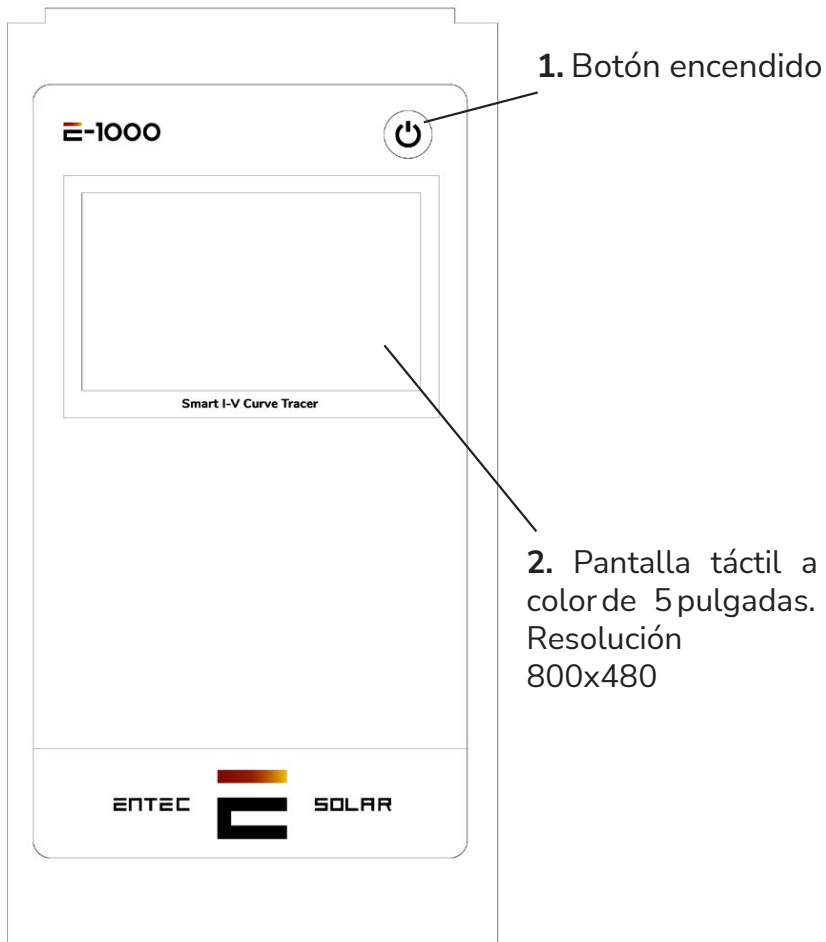 1. Botón encendido
E-1000
Smart I-V Curve Tracer
2. Pantalla táctil a
color de 5 pulgadas.
Resolución
800x480
ENTEC SOLAR